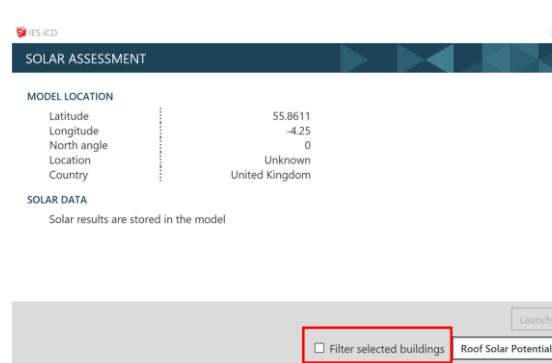 IES iCD
SOLAR ASSESSMENT
MODEL LOCATION
Latitude 55.8611
Longitude -4.25
North angle 0
Location Unknown
Country United Kingdom
SOLAR DATA
Solar results are stored in the model
Launch
Filter selected buildings Roof Solar Potential